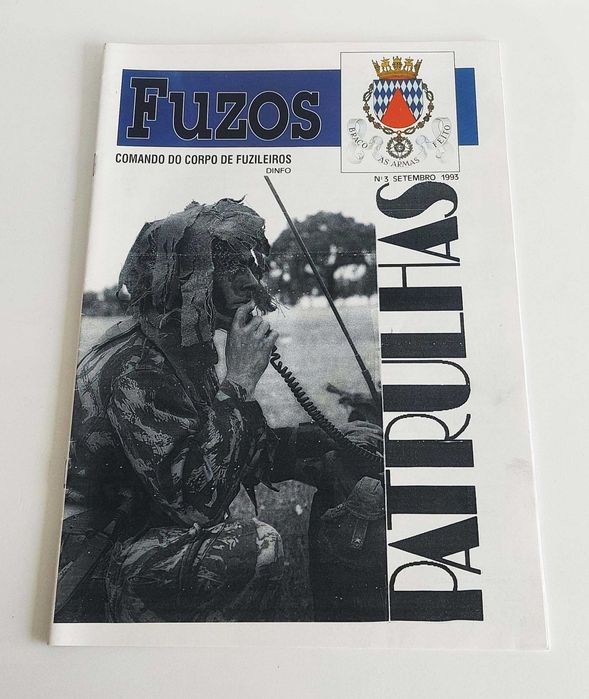 FUZOS
COMANDO DO CORPO DE FUZILEIROS
DINFO
BRAÇO ÀS ARMAS FEITO
Nº3 SETEMBRO 1993
PATRULHAS